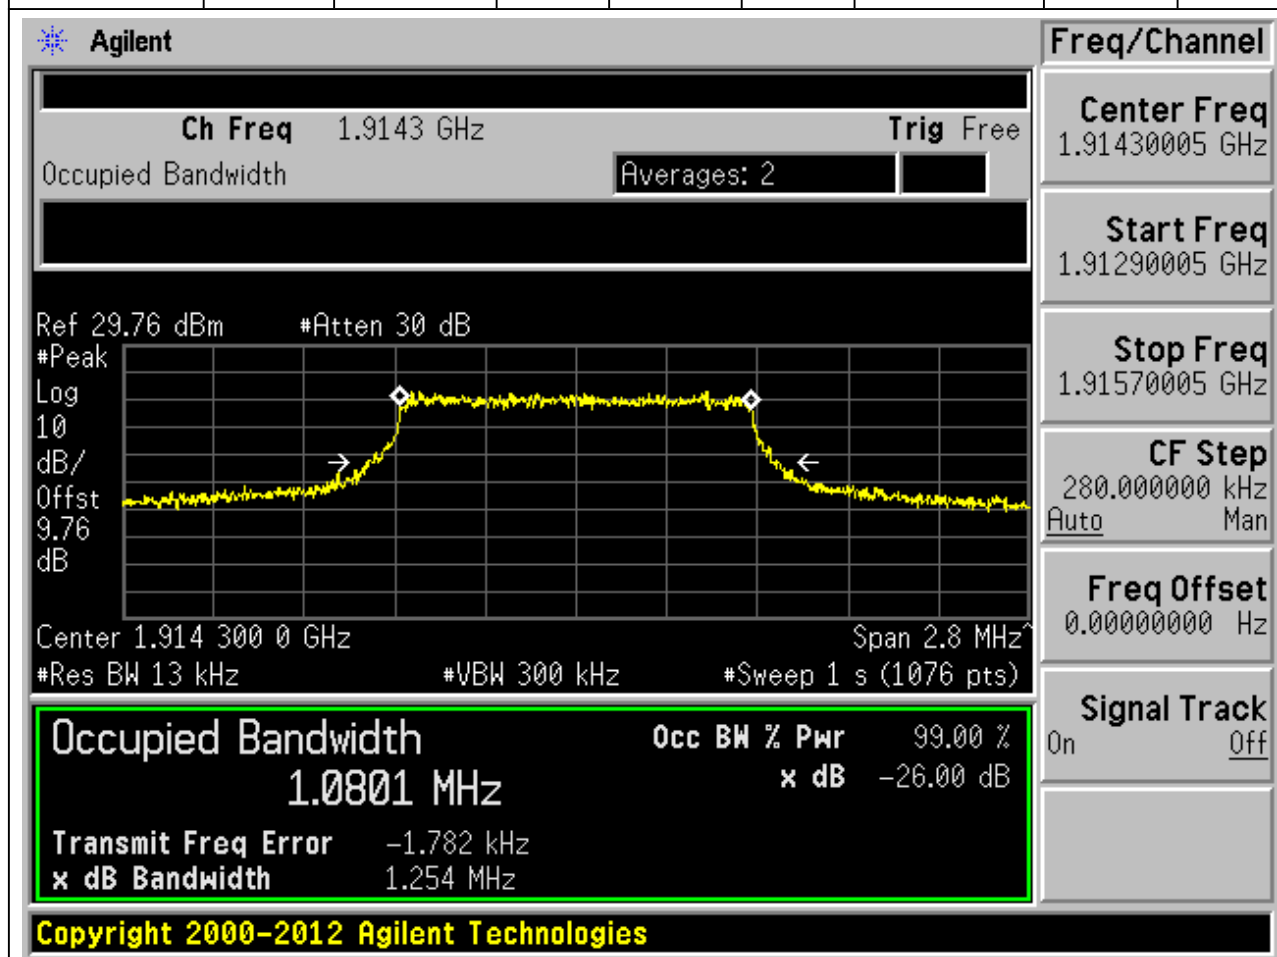 Agilent
Freq/Channel
Ch Freq 1.9143 GHz Trig Free
Occupied Bandwidth Averages: 2
Center Freq
1.91430005 GHz
Start Freq
1.91290005 GHz
Stop Freq
1.91570005 GHz
CF Step
280.000000 kHz
Auto Man
Freq Offset
0.00000000 Hz
Signal Track
On Off
Ref 29.76 dBm #Atten 30 dB
#Peak
Log
10
dB/
Offst
9.76
dB
Center 1.914 300 0 GHz Span 2.8 MHz^
#Res BW 13 kHz #VBW 300 kHz #Sweep 1 s (1076 pts)
Occupied Bandwidth Occ BW % Pwr 99.00 %
1.0801 MHz x dB -26.00 dB
Transmit Freq Error -1.782 kHz
x dB Bandwidth 1.254 MHz
Copyright 2000-2012 Agilent Technologies